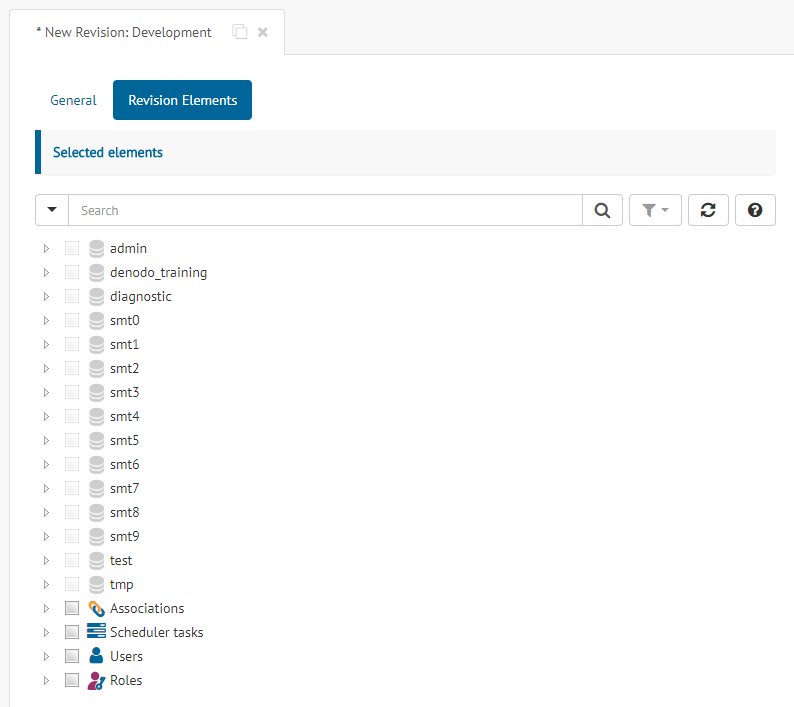 * New Revision: Development
General
Revision Elements
Selected elements
Search
admin
denodo_training
diagnostic
smt0
smt1
smt2
smt3
smt4
smt5
smt6
smt7
smt8
smt9
test
tmp
Associations
Scheduler tasks
Users
Roles